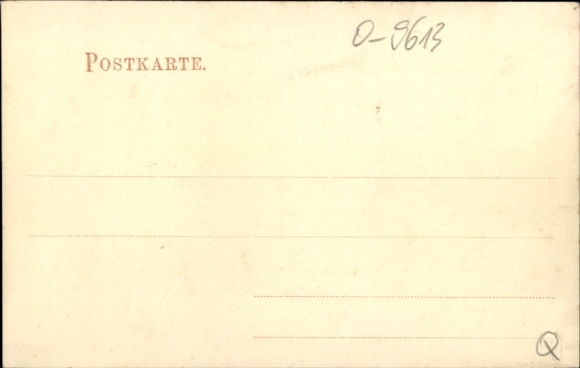 O-9613
POSTKARTE.
Q